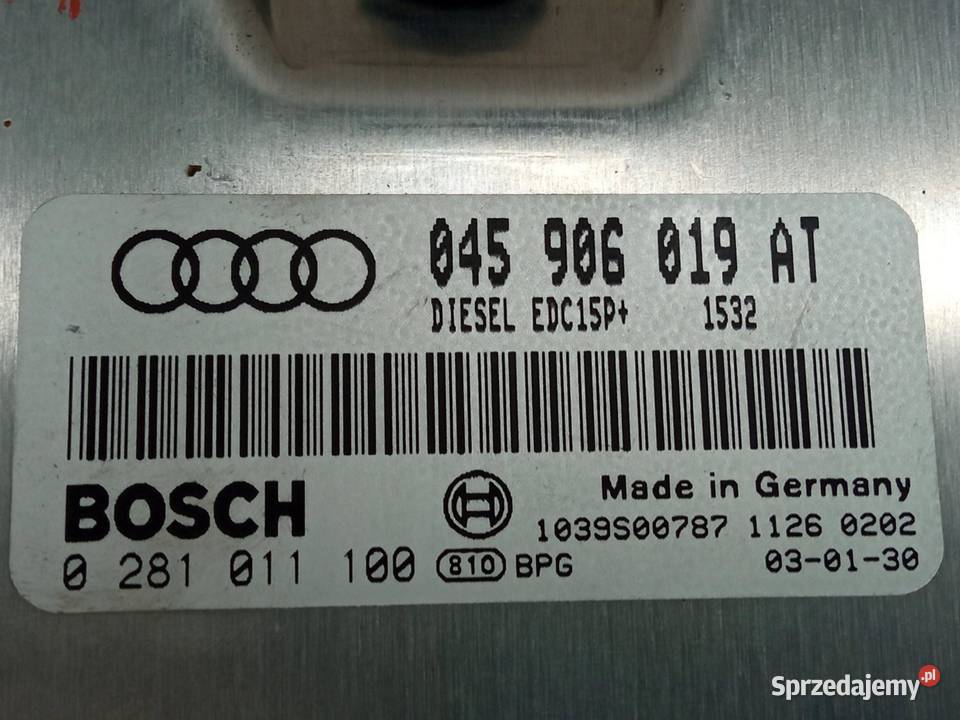 045 906 019 AT
DIESEL EDC15P+ 1532
BOSCH
Made in Germany
1039S00787 1126 0202
0 281 011 100 810 BPG 03-01-30
Sprzedajemy.pl